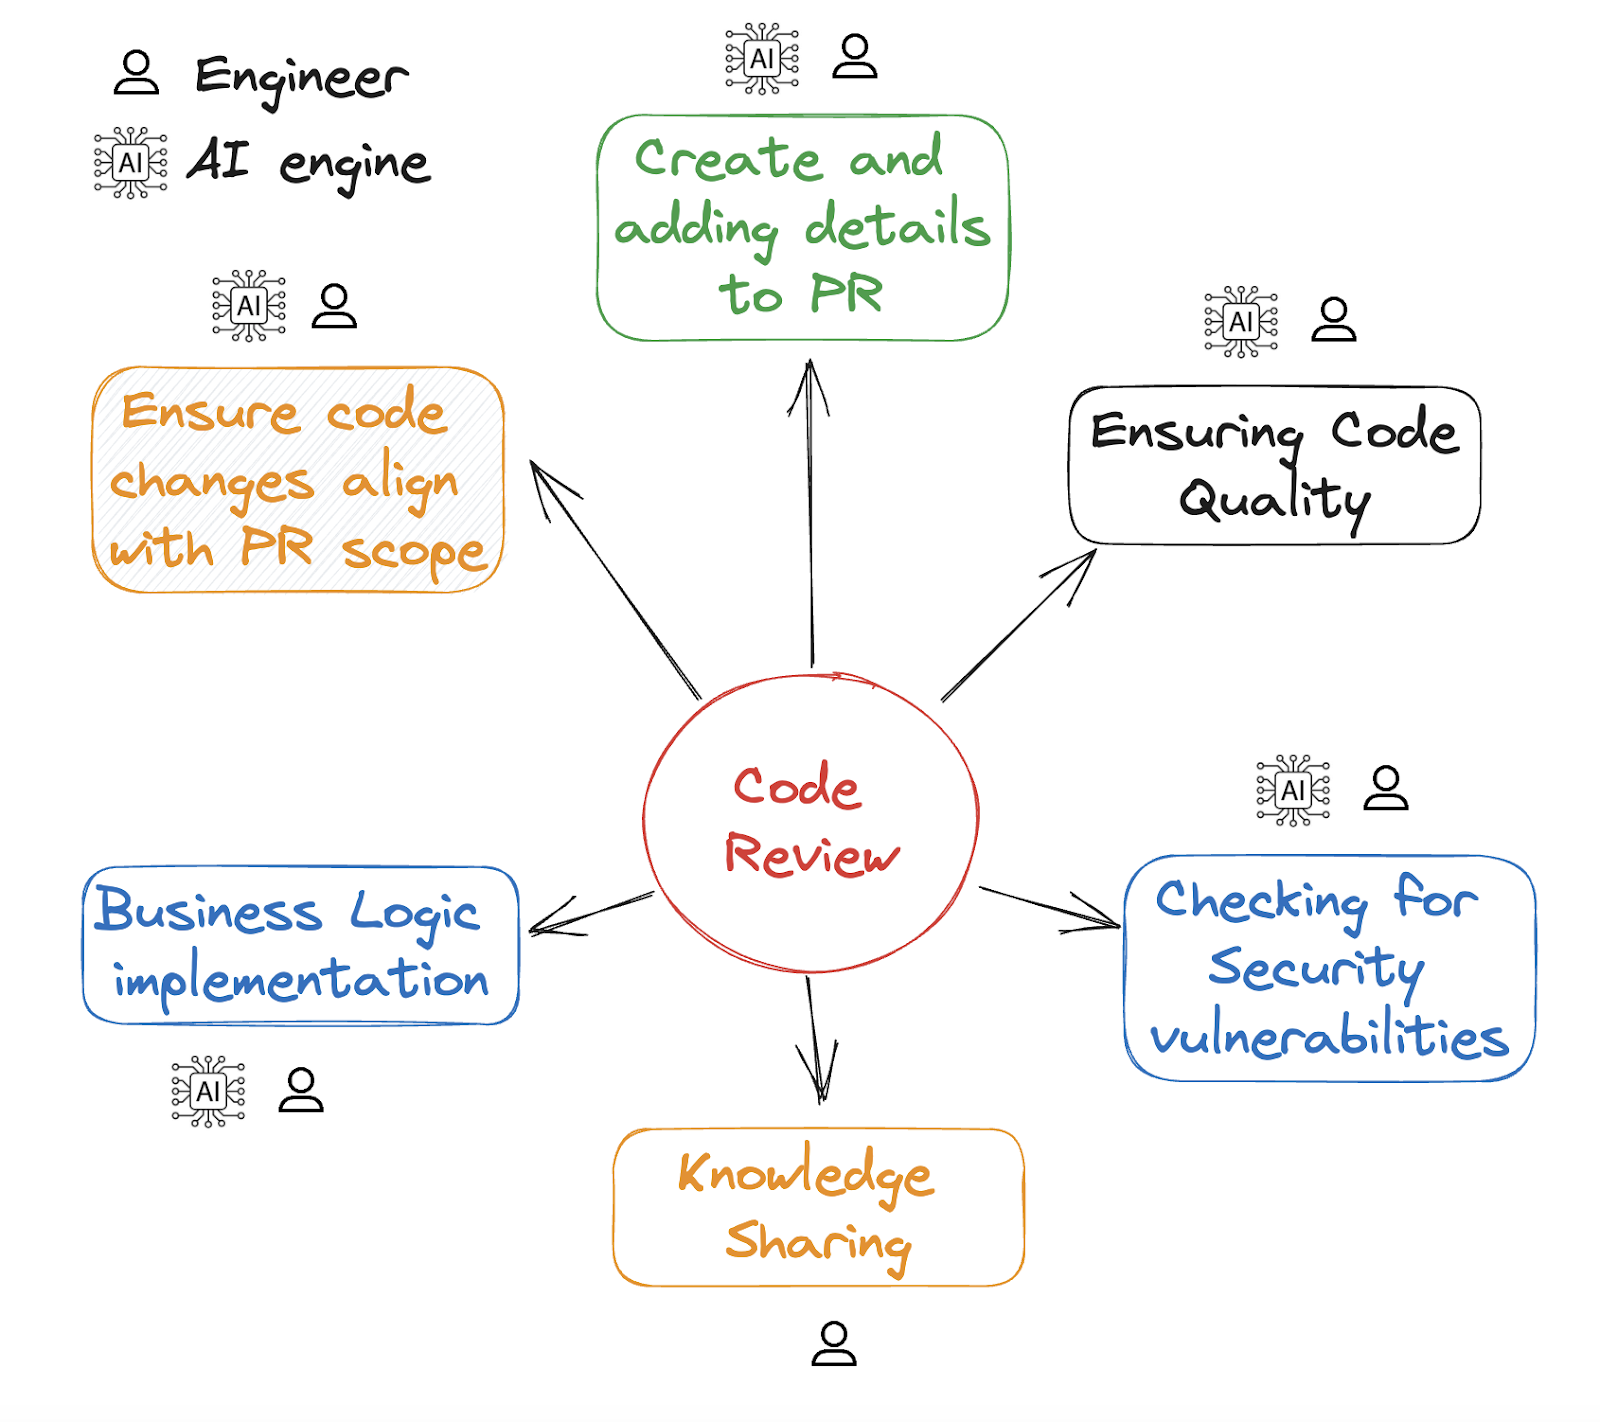 Engineer
AI
AI engine
AI
Create and
adding details
to PR
AI
Ensure code
changes align
with PR scope
AI
Ensuring Code
Quality
Code
Review
AI
Checking for
Security
vulnerabilities
Business Logic
implementation
AI
Knowledge
Sharing